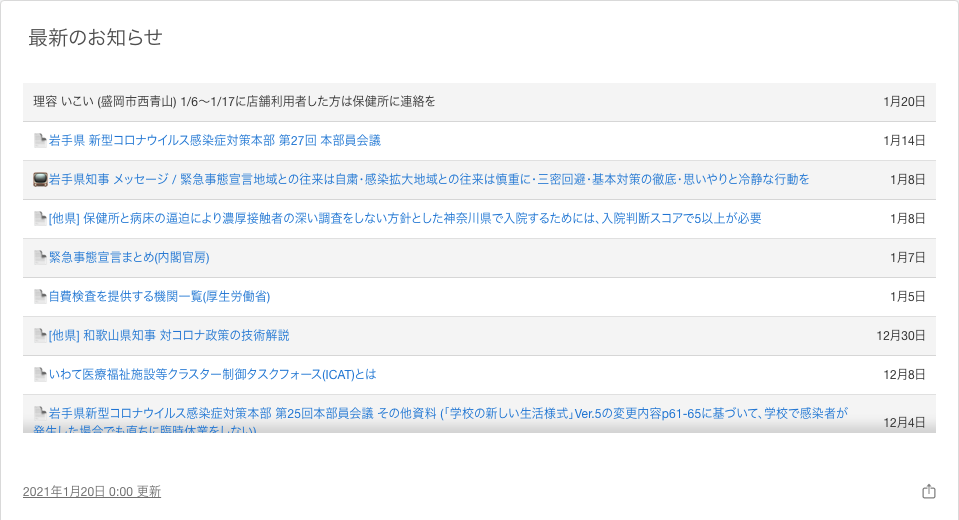 最新のお知らせ
理容 いこい (盛岡市西青山) 1/6〜1/17に店舗利用者した方は保健所に連絡を 1月20日
岩手県 新型コロナウイルス感染症対策本部 第27回 本部員会議 1月14日
岩手県知事 メッセージ / 緊急事態宣言地域との往来は自粛・感染拡大地域との往来は慎重に・三密回避・基本対策の徹底・思いやりと冷静な行動を 1月8日
[他県] 保健所と病床の逼迫により濃厚接触者の深い調査をしない方針とした神奈川県で入院するためには、入院判断スコアで5以上が必要 1月8日
緊急事態宣言まとめ(内閣官房) 1月7日
自費検査を提供する機関一覧(厚生労働省) 1月5日
[他県] 和歌山県知事 対コロナ政策の技術解説 12月30日
いわて医療福祉施設等クラスター制御タスクフォース(ICAT)とは 12月8日
岩手県新型コロナウイルス感染症対策本部 第25回本部員会議 その他資料 (「学校の新しい生活様式」Ver.5の変更内容p61-65に基づいて、学校で感染者が 12月4日
発生した場合でも直ちに臨時休業をしない)
2021年1月20日 0:00 更新